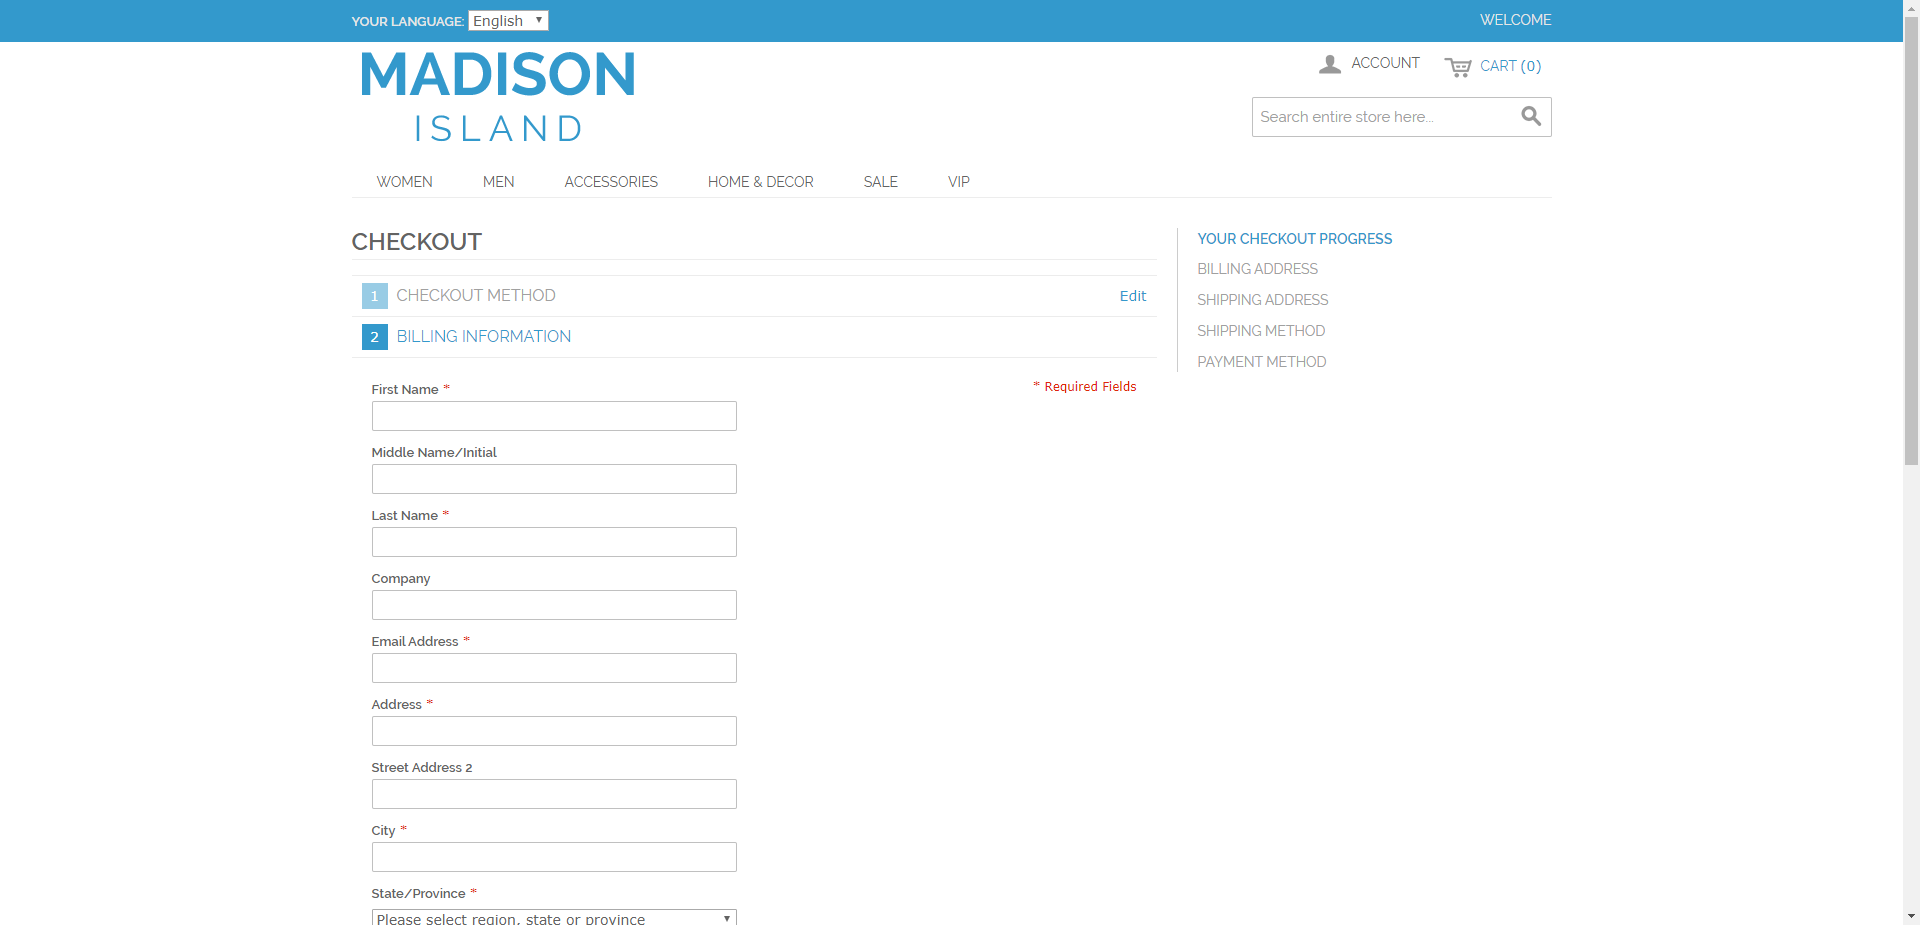 YOUR LANGUAGE: English
WELCOME
MADISON
ISLAND
ACCOUNT
CART (0)
Search entire store here...
WOMEN MEN ACCESSORIES HOME & DECOR SALE VIP
CHECKOUT
1 CHECKOUT METHOD Edit
2 BILLING INFORMATION
* Required Fields
First Name *
Middle Name/Initial
Last Name *
Company
Email Address *
Address *
Street Address 2
City *
State/Province *
Please select region, state or province
YOUR CHECKOUT PROGRESS
BILLING ADDRESS
SHIPPING ADDRESS
SHIPPING METHOD
PAYMENT METHOD